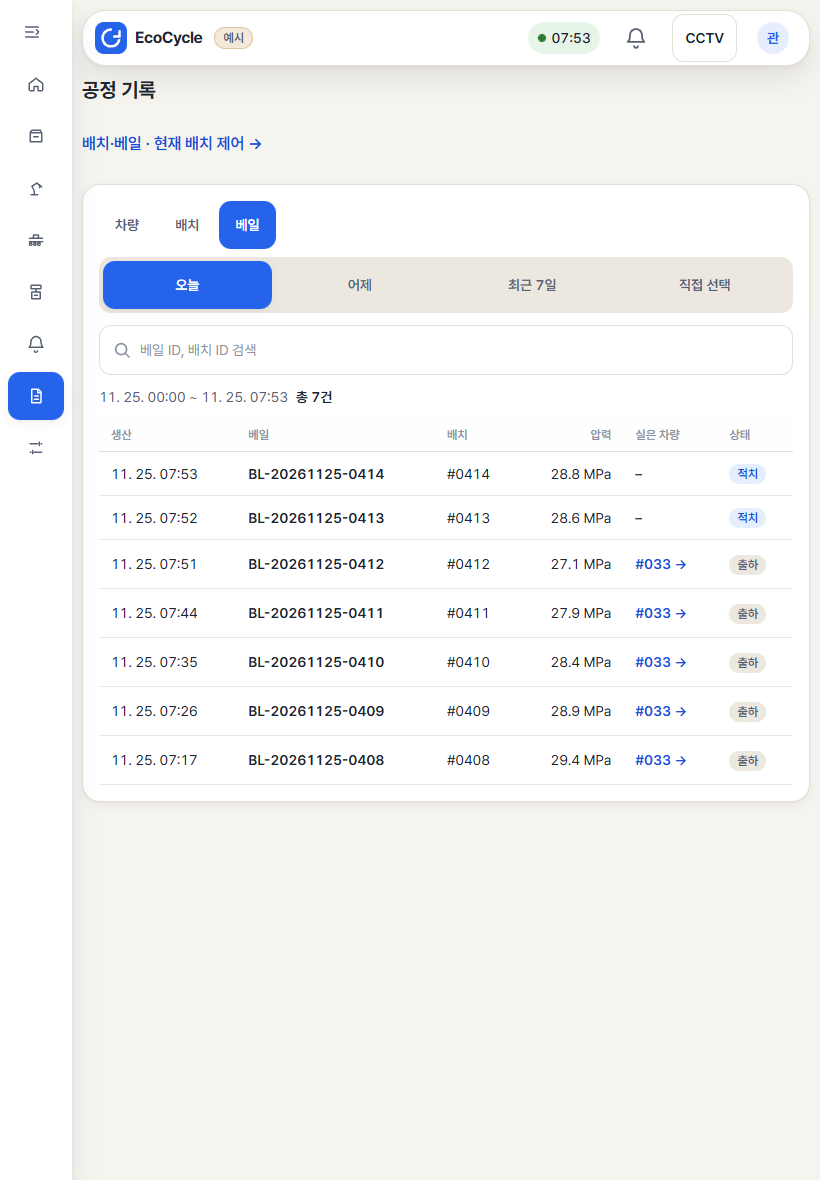 EcoCycle 예시 07:53 CCTV 관
공정 기록
배치·베일 · 현재 배치 제어 →
차량 배치 베일
오늘 어제 최근 7일 직접 선택
베일 ID, 배치 ID 검색
11. 25. 00:00 ~ 11. 25. 07:53 총 7건
생산 베일 배치 압력 실은 차량 상태
11. 25. 07:53 BL-20261125-0414 #0414 28.8 MPa – 적치
11. 25. 07:52 BL-20261125-0413 #0413 28.6 MPa – 적치
11. 25. 07:51 BL-20261125-0412 #0412 27.1 MPa #033 → 출하
11. 25. 07:44 BL-20261125-0411 #0411 27.9 MPa #033 → 출하
11. 25. 07:35 BL-20261125-0410 #0410 28.4 MPa #033 → 출하
11. 25. 07:26 BL-20261125-0409 #0409 28.9 MPa #033 → 출하
11. 25. 07:17 BL-20261125-0408 #0408 29.4 MPa #033 → 출하